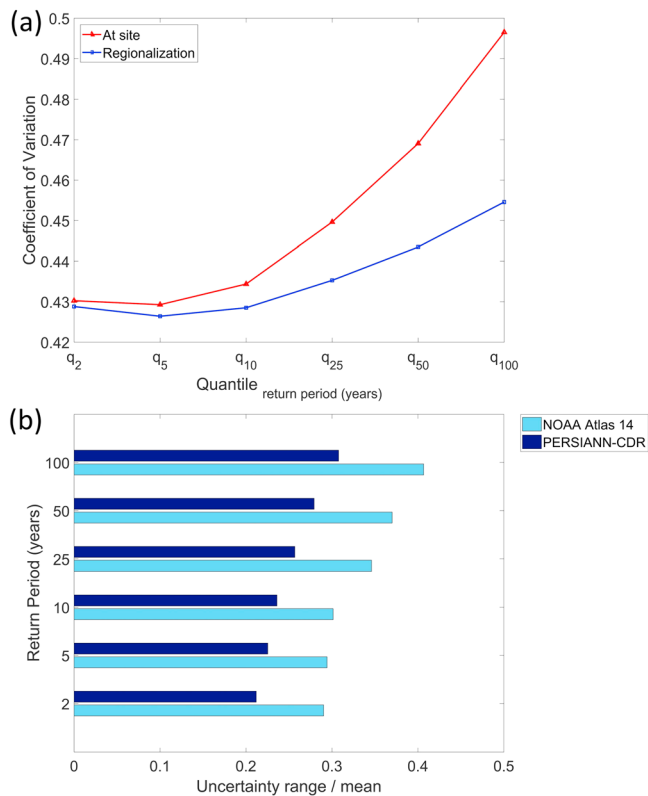 (a)
0.5
0.49
0.48
0.47
0.46
0.45
0.44
0.43
0.42
Coefficient of Variation
At site
Regionalization
q2 q5 q10 q25 q50 q100
Quantile return period (years)
(b)
NOAA Atlas 14
PERSIANN-CDR
100
50
25
10
5
2
Return Period (years)
0 0.1 0.2 0.3 0.4 0.5
Uncertainty range / mean